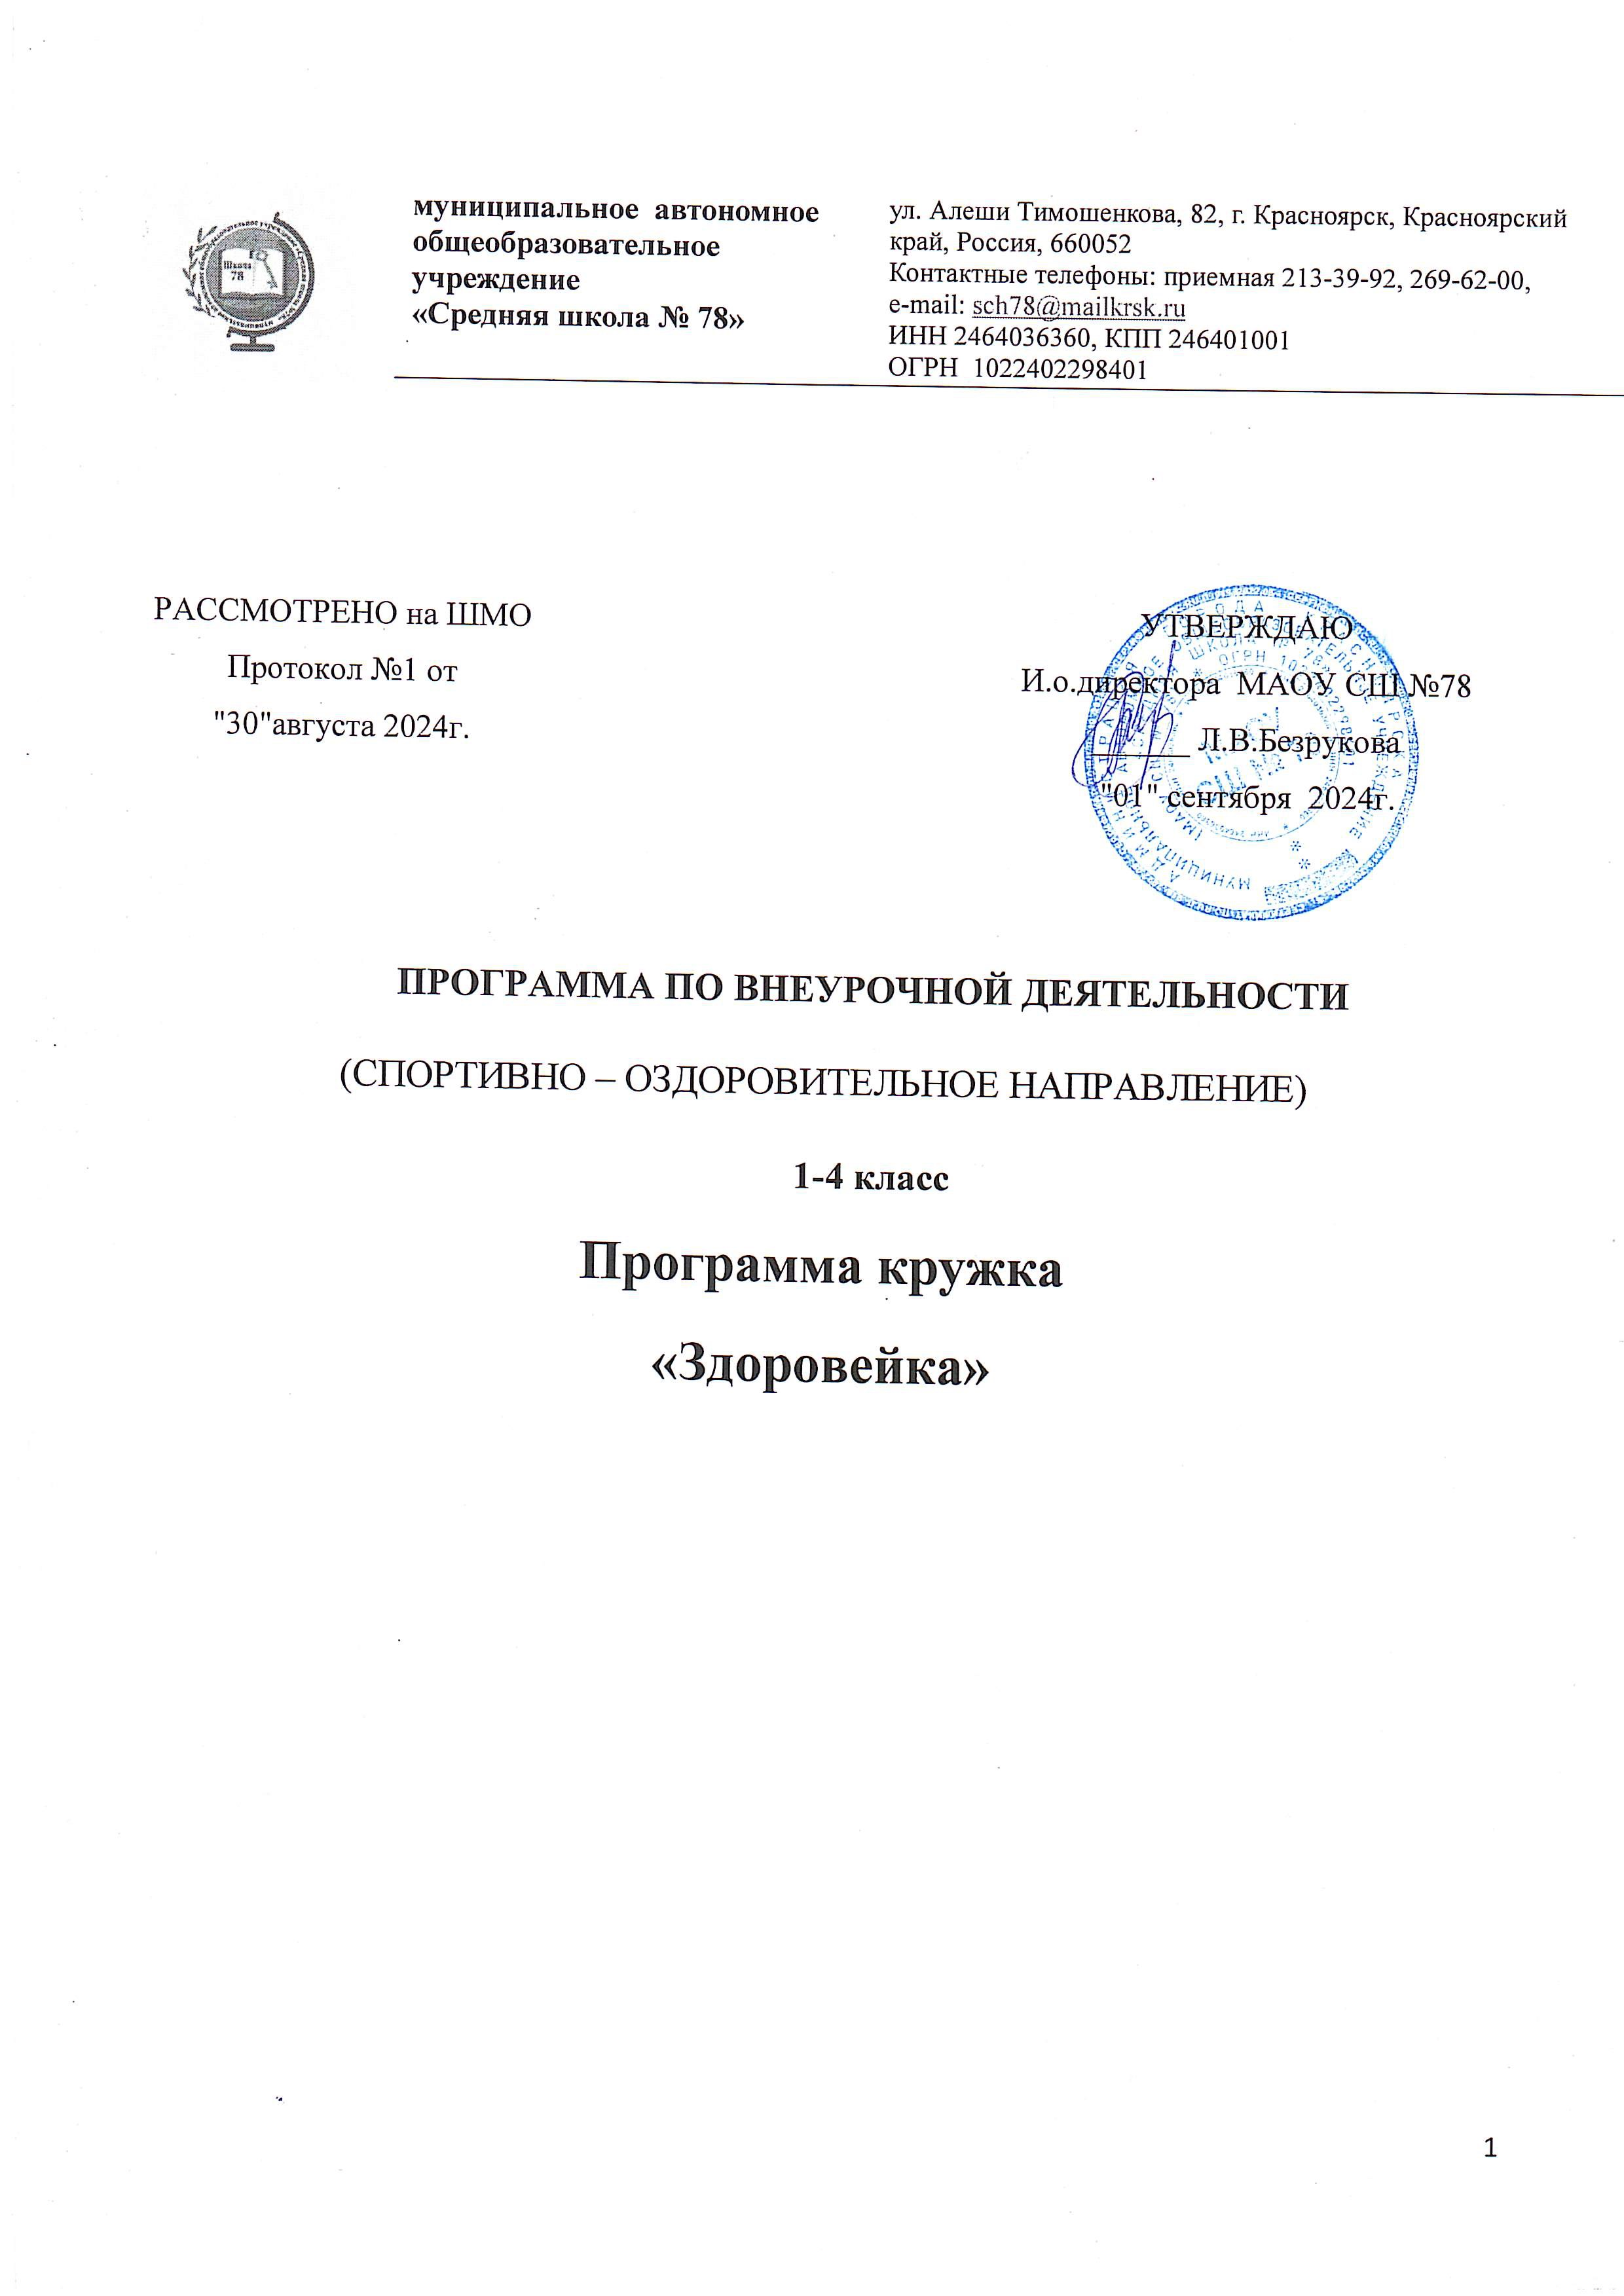 Школа
78
муниципальное автономное
общеобразовательное
учреждение
«Средняя школа № 78»
ул. Алеши Тимошенкова, 82, г. Красноярск, Красноярский
край, Россия, 660052
Контактные телефоны: приемная 213-39-92, 269-62-00,
e-mail: sch78@mailkrsk.ru
ИНН 2464036360, КПП 246401001
ОГРН 1022402298401
РАССМОТРЕНО на ШМО
Протокол №1 от
"30"августа 2024г.
УТВЕРЖДАЮ
И.о.директора МАОУ СШ №78
______ Л.В.Безрукова
"01" сентября 2024г.
ПРОГРАММА ПО ВНЕУРОЧНОЙ ДЕЯТЕЛЬНОСТИ
(СПОРТИВНО – ОЗДОРОВИТЕЛЬНОЕ НАПРАВЛЕНИЕ)
1-4 класс
Программа кружка
«Здоровейка»
1